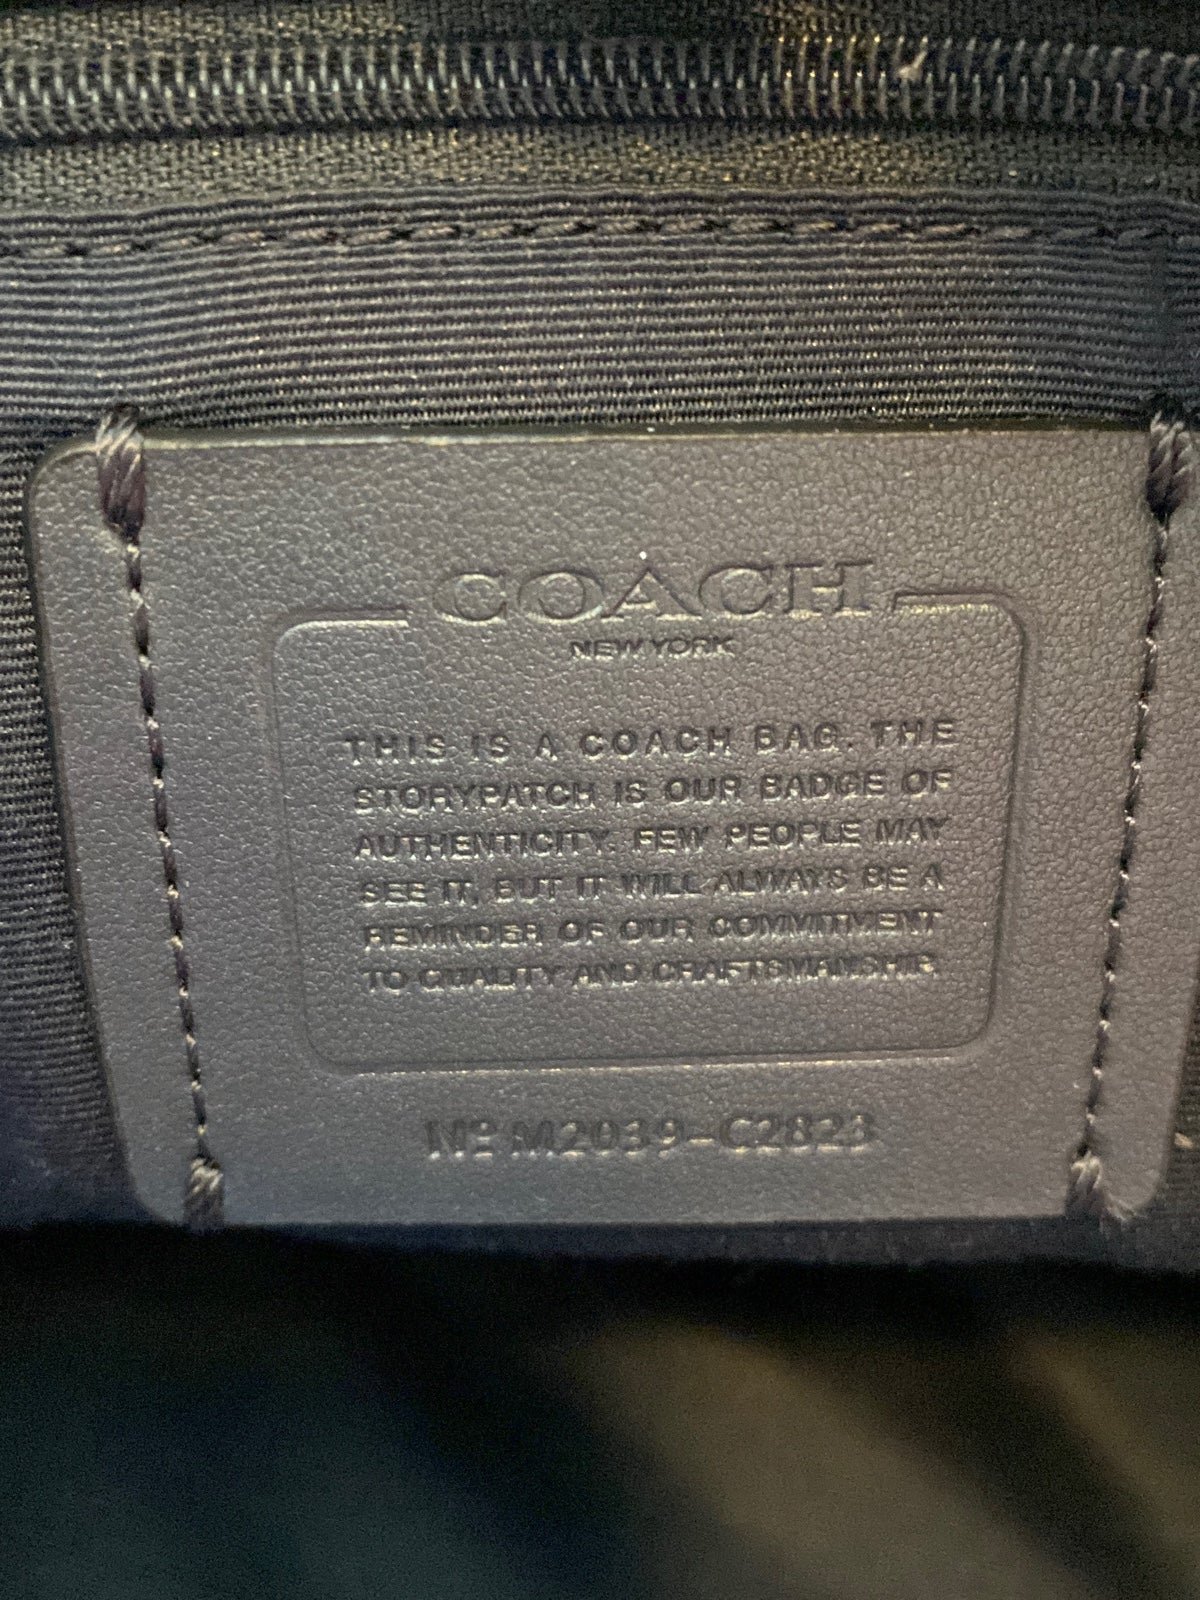 COACH
NEW YORK
THIS IS A COACH BAG. THE
STORYPATCH IS OUR BADGE OF
AUTHENTICITY. FEW PEOPLE MAY
SEE IT, BUT IT WILL ALWAYS BE A
REMINDER OF OUR COMMITMENT
TO QUALITY AND CRAFTSMANSHIP.
Nº M2039-C2823